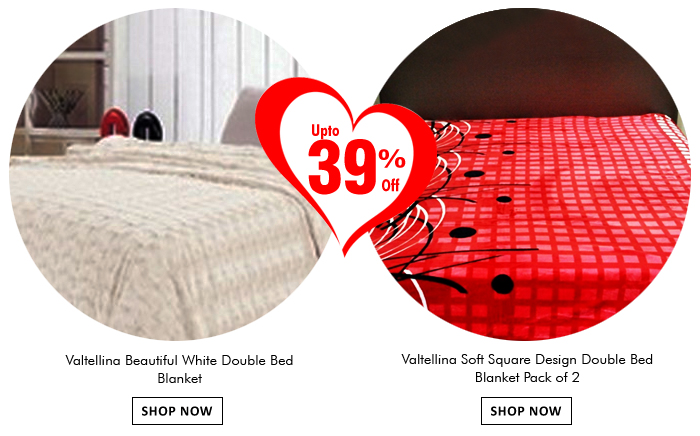 Upto
39%
Off
Valtellina Beautiful White Double Bed
Blanket
SHOP NOW
Valtellina Soft Square Design Double Bed
Blanket Pack of 2
SHOP NOW